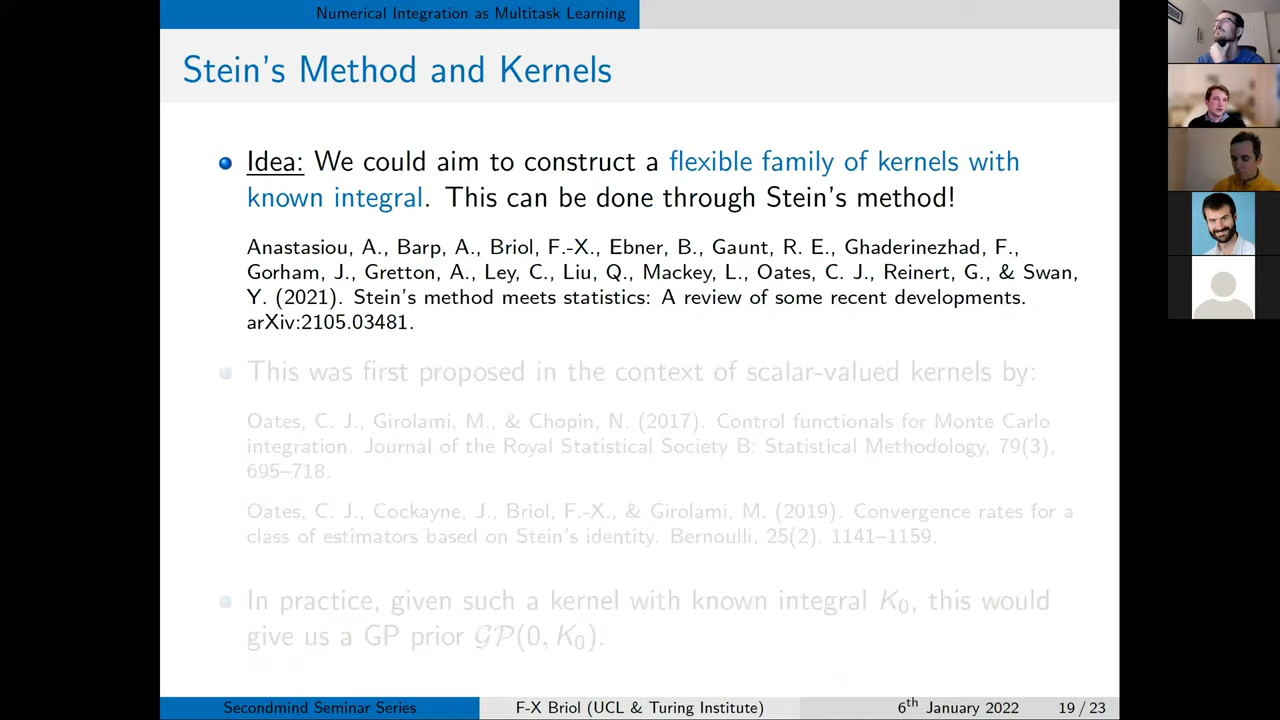 Numerical Integration as Multitask Learning
Stein's Method and Kernels
Idea: We could aim to construct a flexible family of kernels with
known integral. This can be done through Stein's method!
Anastasiou, A., Barp, A., Briol, F.-X., Ebner, B., Gaunt, R. E., Ghaderinezhad, F.,
Gorham, J., Gretton, A., Ley, C., Liu, Q., Mackey, L., Oates, C. J., Reinert, G., & Swan,
Y. (2021). Stein's method meets statistics: A review of some recent developments.
arXiv:2105.03481.
This was first proposed in the context of scalar-valued kernels by:
Oates, C. J., Girolami, M., & Chopin, N. (2017). Control functionals for Monte Carlo
integration. Journal of the Royal Statistical Society B: Statistical Methodology, 79(3),
695–718.
Oates, C. J., Cockayne, J., Briol, F.-X., & Girolami, M. (2019). Convergence rates for a
class of estimators based on Stein's identity. Bernoulli, 25(2), 1141–1159.
In practice, given such a kernel with known integral K₀, this would
give us a GP prior 𝒢𝒫(0, K₀).
Secondmind Seminar Series F-X Briol (UCL & Turing Institute) 6th January 2022 19 / 23